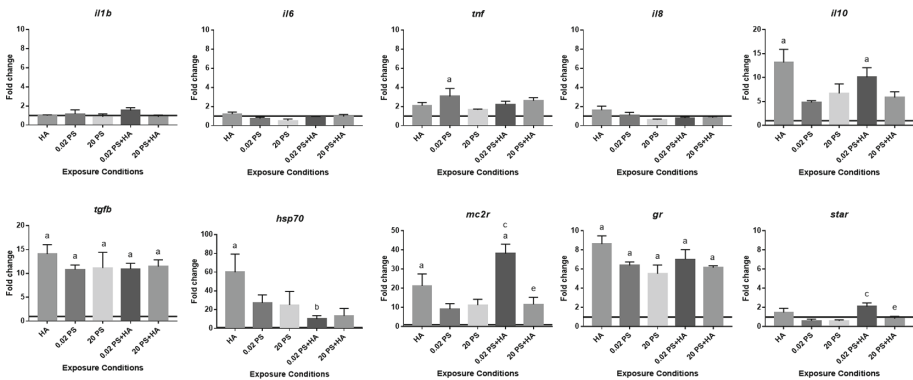 il1b
Fold change
10
8
6
4
2
0
HA
0.02 PS
20 PS
0.02 PS+HA
20 PS+HA
Exposure Conditions
il6
Fold change
10
8
6
4
2
0
HA
0.02 PS
20 PS
0.02 PS+HA
20 PS+HA
Exposure Conditions
tnf
Fold change
10
8
6
4
2
0
a
HA
0.02 PS
20 PS
0.02 PS+HA
20 PS+HA
Exposure Conditions
il8
Fold change
10
8
6
4
2
0
HA
0.02 PS
20 PS
0.02 PS+HA
20 PS+HA
Exposure Conditions
il10
Fold change
20
15
10
5
0
a a
HA
0.02 PS
20 PS
0.02 PS+HA
20 PS+HA
Exposure Conditions
tgfb
Fold change
20
15
10
5
0
a a a a a
HA
0.02 PS
20 PS
0.02 PS+HA
20 PS+HA
Exposure Conditions
hsp70
Fold change
100
80
60
40
20
0
a b
HA
0.02 PS
20 PS
0.02 PS+HA
20 PS+HA
Exposure Conditions
mc2r
Fold change
50
40
30
20
10
0
c
a a e
HA
0.02 PS
20 PS
0.02 PS+HA
20 PS+HA
Exposure Conditions
gr
Fold change
10
8
6
4
2
0
a a a a a
HA
0.02 PS
20 PS
0.02 PS+HA
20 PS+HA
Exposure Conditions
star
Fold change
10
8
6
4
2
0
c e
HA
0.02 PS
20 PS
0.02 PS+HA
20 PS+HA
Exposure Conditions